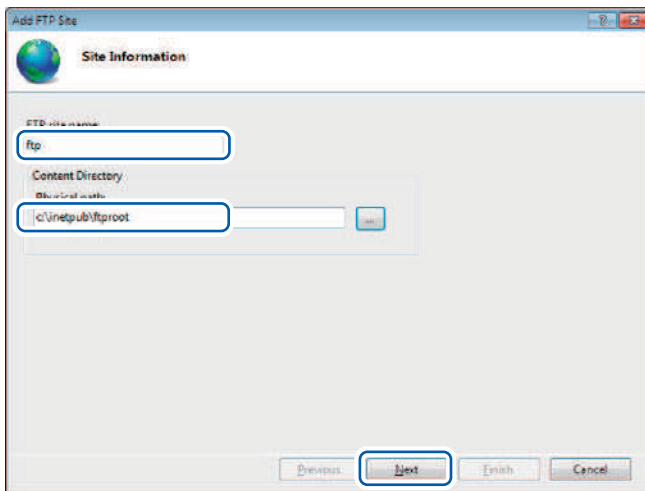 Add FTP Site
Site Information
FTP site name:
ftp
Content Directory
Physical path:
c:\inetpub\ftproot
...
Previous
Next
Finish
Cancel